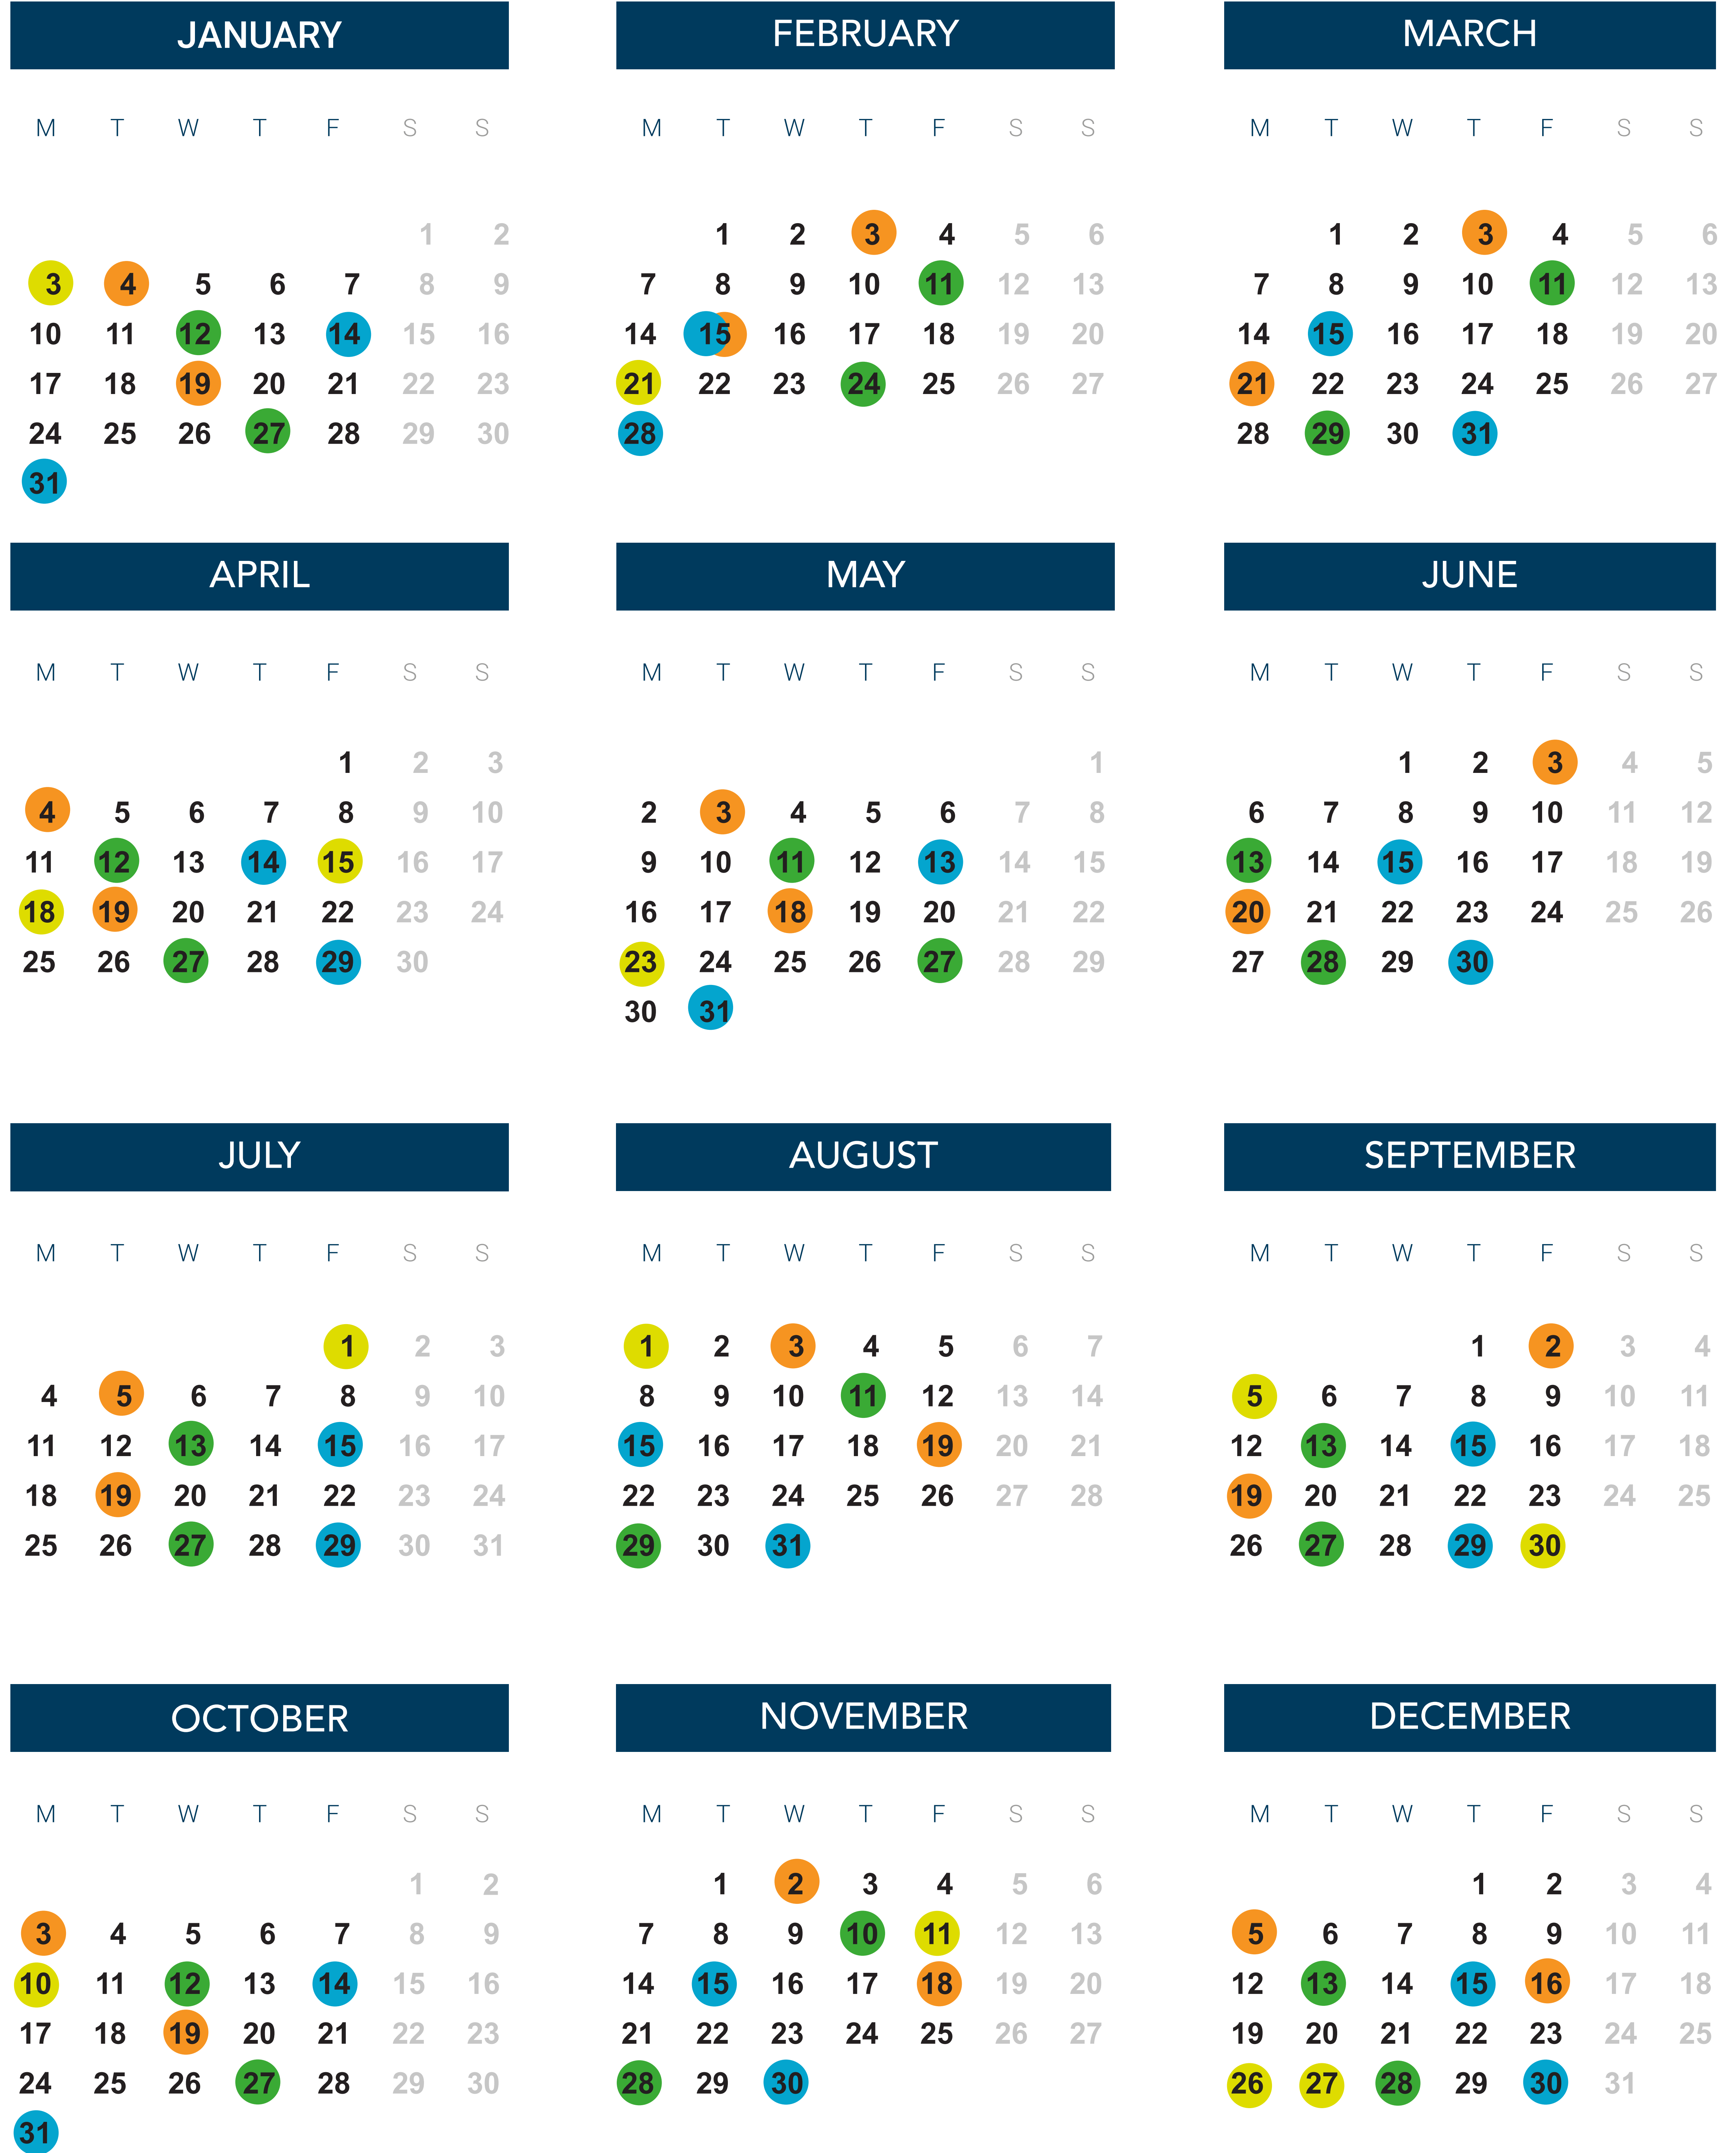 JANUARY
M T W T F S S
1 2
3 4 5 6 7 8 9
10 11 12 13 14 15 16
17 18 19 20 21 22 23
24 25 26 27 28 29 30
31
FEBRUARY
M T W T F S S
1 2 3 4 5 6
7 8 9 10 11 12 13
14 15 16 17 18 19 20
21 22 23 24 25 26 27
28
MARCH
M T W T F S S
1 2 3 4 5 6
7 8 9 10 11 12 13
14 15 16 17 18 19 20
21 22 23 24 25 26 27
28 29 30 31
APRIL
M T W T F S S
1 2 3
4 5 6 7 8 9 10
11 12 13 14 15 16 17
18 19 20 21 22 23 24
25 26 27 28 29 30
MAY
M T W T F S S
1
2 3 4 5 6 7 8
9 10 11 12 13 14 15
16 17 18 19 20 21 22
23 24 25 26 27 28 29
30 31
JUNE
M T W T F S S
1 2 3 4 5
6 7 8 9 10 11 12
13 14 15 16 17 18 19
20 21 22 23 24 25 26
27 28 29 30
JULY
M T W T F S S
1 2 3
4 5 6 7 8 9 10
11 12 13 14 15 16 17
18 19 20 21 22 23 24
25 26 27 28 29 30 31
AUGUST
M T W T F S S
1 2 3 4 5 6 7
8 9 10 11 12 13 14
15 16 17 18 19 20 21
22 23 24 25 26 27 28
29 30 31
SEPTEMBER
M T W T F S S
1 2 3 4
5 6 7 8 9 10 11
12 13 14 15 16 17 18
19 20 21 22 23 24 25
26 27 28 29 30
OCTOBER
M T W T F S S
1 2
3 4 5 6 7 8 9
10 11 12 13 14 15 16
17 18 19 20 21 22 23
24 25 26 27 28 29 30
31
NOVEMBER
M T W T F S S
1 2 3 4 5 6
7 8 9 10 11 12 13
14 15 16 17 18 19 20
21 22 23 24 25 26 27
28 29 30
DECEMBER
M T W T F S S
1 2 3 4
5 6 7 8 9 10 11
12 13 14 15 16 17 18
19 20 21 22 23 24 25
26 27 28 29 30 31